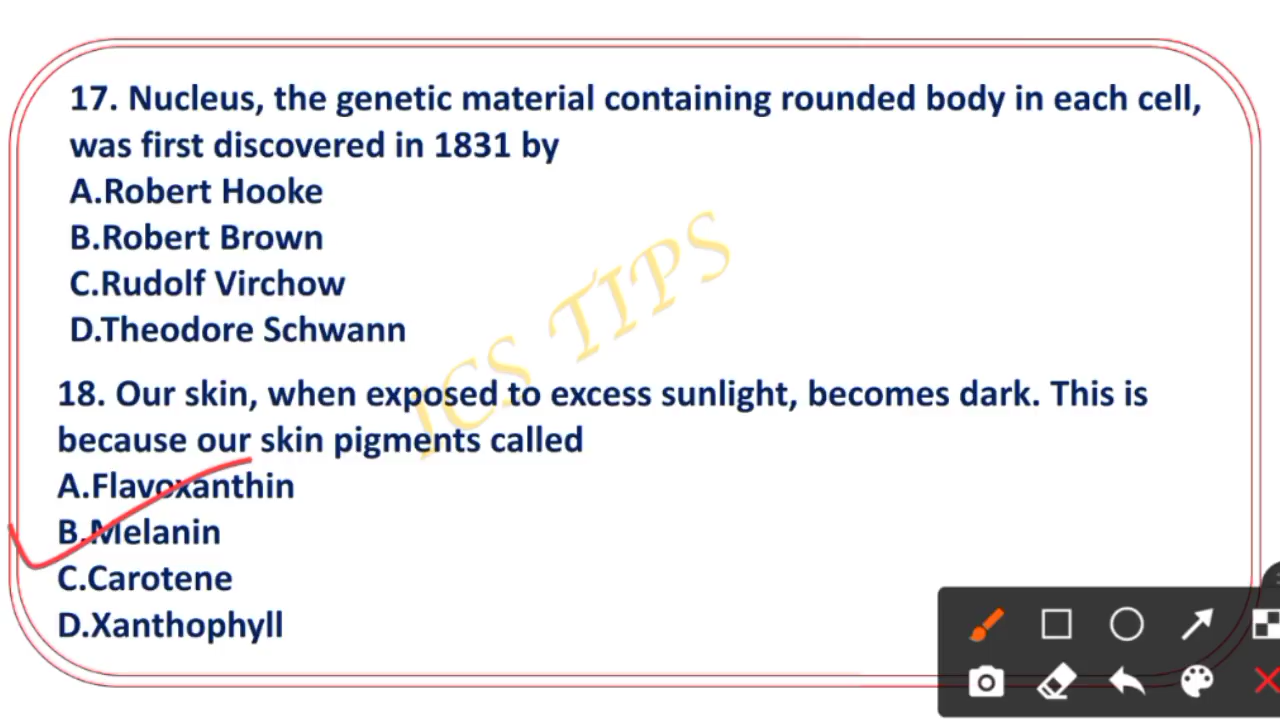 17. Nucleus, the genetic material containing rounded body in each cell,
was first discovered in 1831 by
A.Robert Hooke
B.Robert Brown
C.Rudolf Virchow
D.Theodore Schwann
ICS TIPS
18. Our skin, when exposed to excess sunlight, becomes dark. This is
because our skin pigments called
A.Flavoxanthin
B.Melanin
C.Carotene
D.Xanthophyll